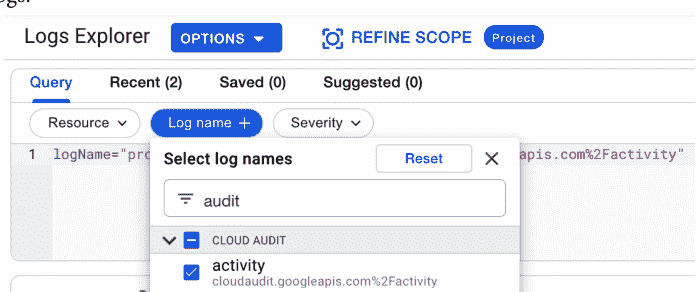 Logs Explorer OPTIONS REFINE SCOPE Project
Query Recent (2) Saved (0) Suggested (0)
Resource Log name + Severity
1 logName="pro apis.com%2Factivity"
Select log names Reset
audit
CLOUD AUDIT
activity
cloudaudit.googleapis.com%2Factivity